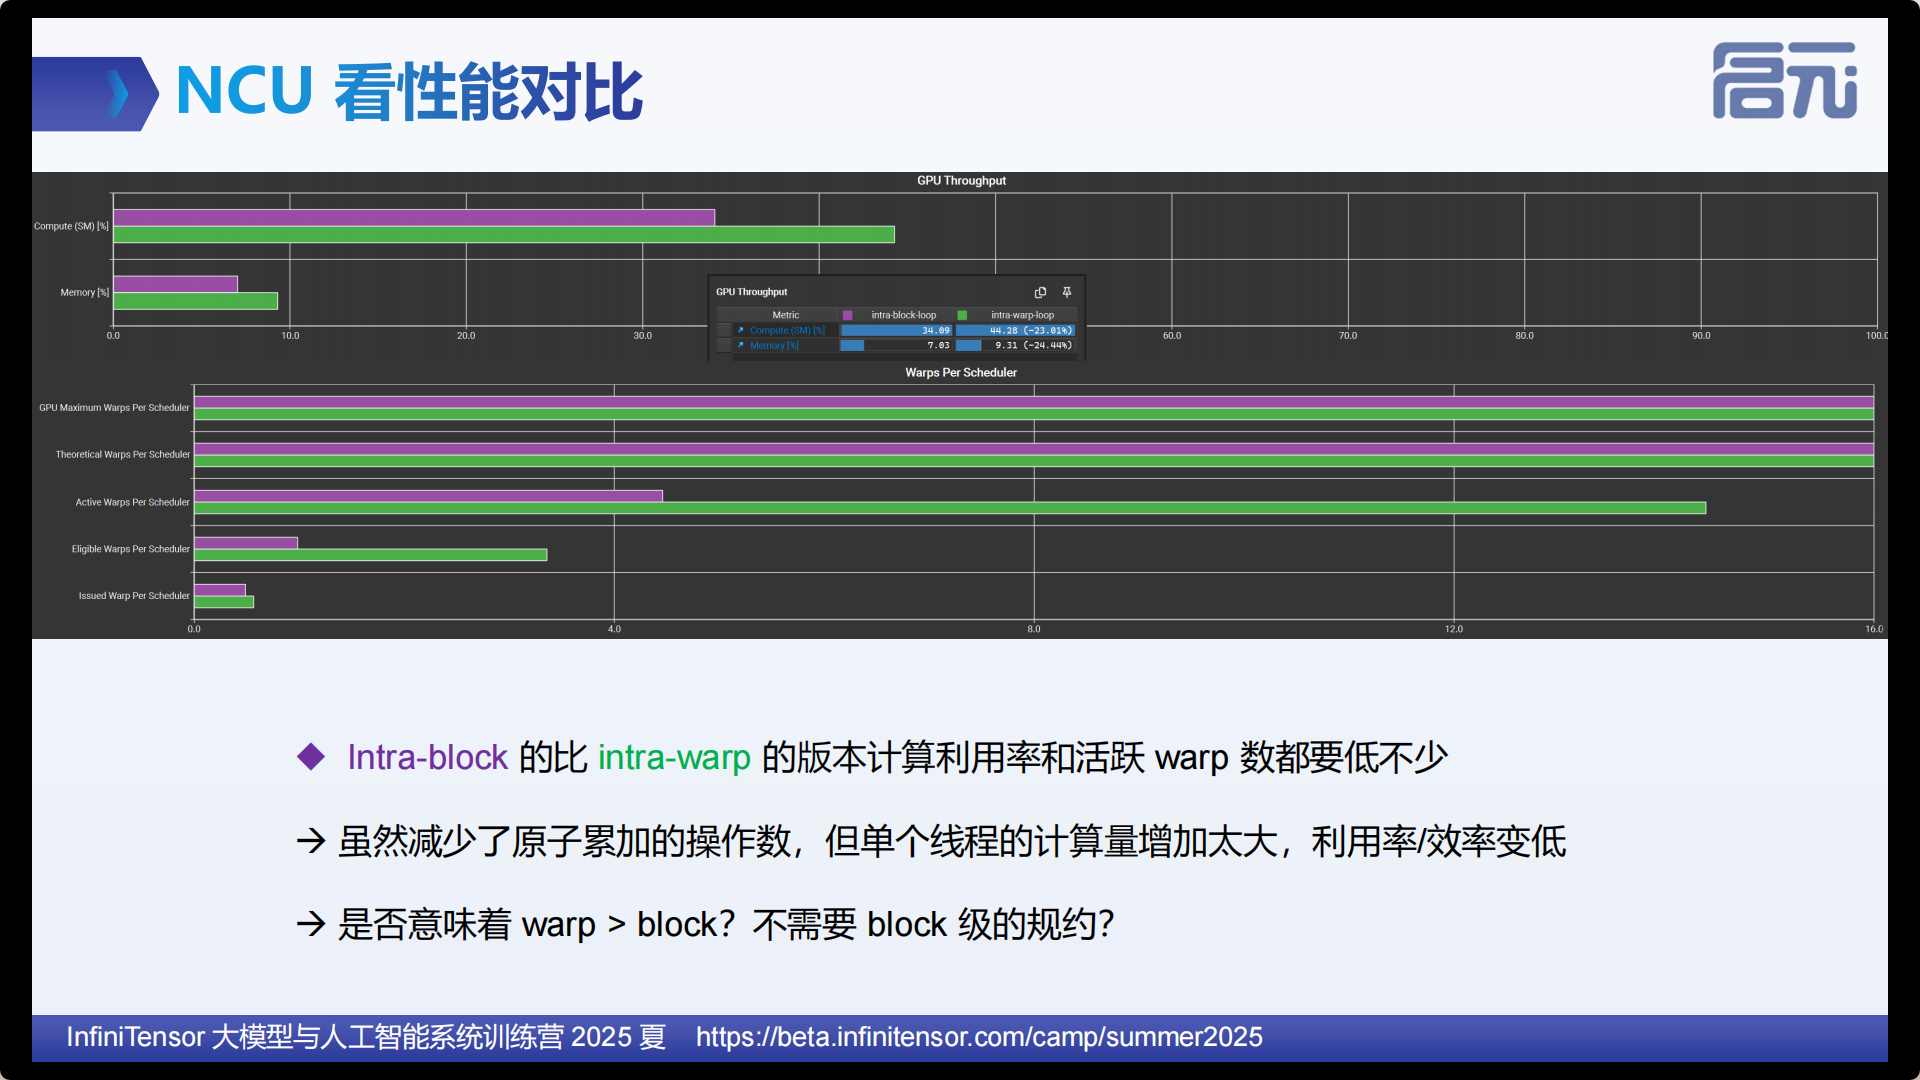 NCU 看性能对比
启元
GPU Throughput
Compute (SM) [%]
Memory [%]
0.0 10.0 20.0 30.0 60.0 70.0 80.0 90.0 100.0
GPU Throughput
Metric intra-block-loop intra-warp-loop
Compute (SM) [%] 34.09 44.28 (-23.01%)
Memory [%] 7.03 9.31 (-24.44%)
Warps Per Scheduler
GPU Maximum Warps Per Scheduler
Theoretical Warps Per Scheduler
Active Warps Per Scheduler
Eligible Warps Per Scheduler
Issued Warp Per Scheduler
0.0 4.0 8.0 12.0 16.0
◆ Intra-block 的比 intra-warp 的版本计算利用率和活跃 warp 数都要低不少
→ 虽然减少了原子累加的操作数，但单个线程的计算量增加太大，利用率/效率变低
→ 是否意味着 warp > block？不需要 block 级的规约？
InfiniTensor 大模型与人工智能系统训练营 2025 夏 https://beta.infinitensor.com/camp/summer2025